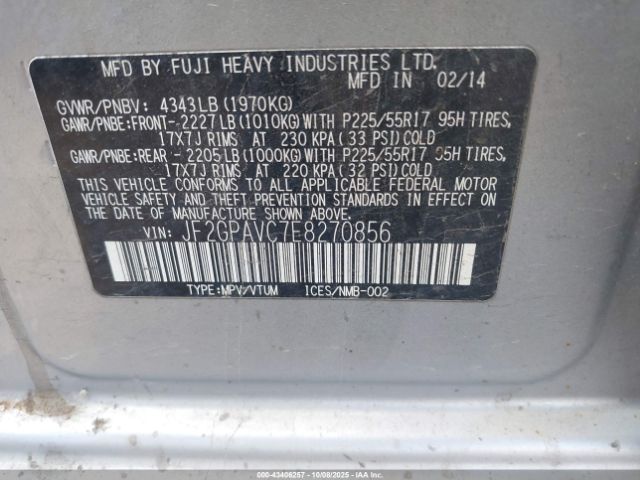 MFD BY FUJI HEAVY INDUSTRIES LTD.
MFD IN 02/14
GVWR/PNBV: 4343LB(1970KG)
GAWR/PNBE:FRONT- 2227LB(1010KG)WITH P225/55R17 95H TIRES,
17X7J RIMS AT 230 KPA(33 PSI)COLD
GAWR/PNBE:REAR - 2205LB(1000KG)WITH P225/55R17 95H TIRES,
17X7J RIMS AT 220 KPA(32 PSI)COLD
THIS VEHICLE CONFORMS TO ALL APPLICABLE FEDERAL MOTOR
VEHICLE SAFETY AND THEFT PREVENTION STANDARDS IN EFFECT ON
THE DATE OF MANUFACTURE SHOWN ABOVE.
VIN: JF2GPAVC7E8270856
TYPE:MPV/VTUM ICES/NMB-002
000-43406257 - 10/08/2025 - IAAI.COM